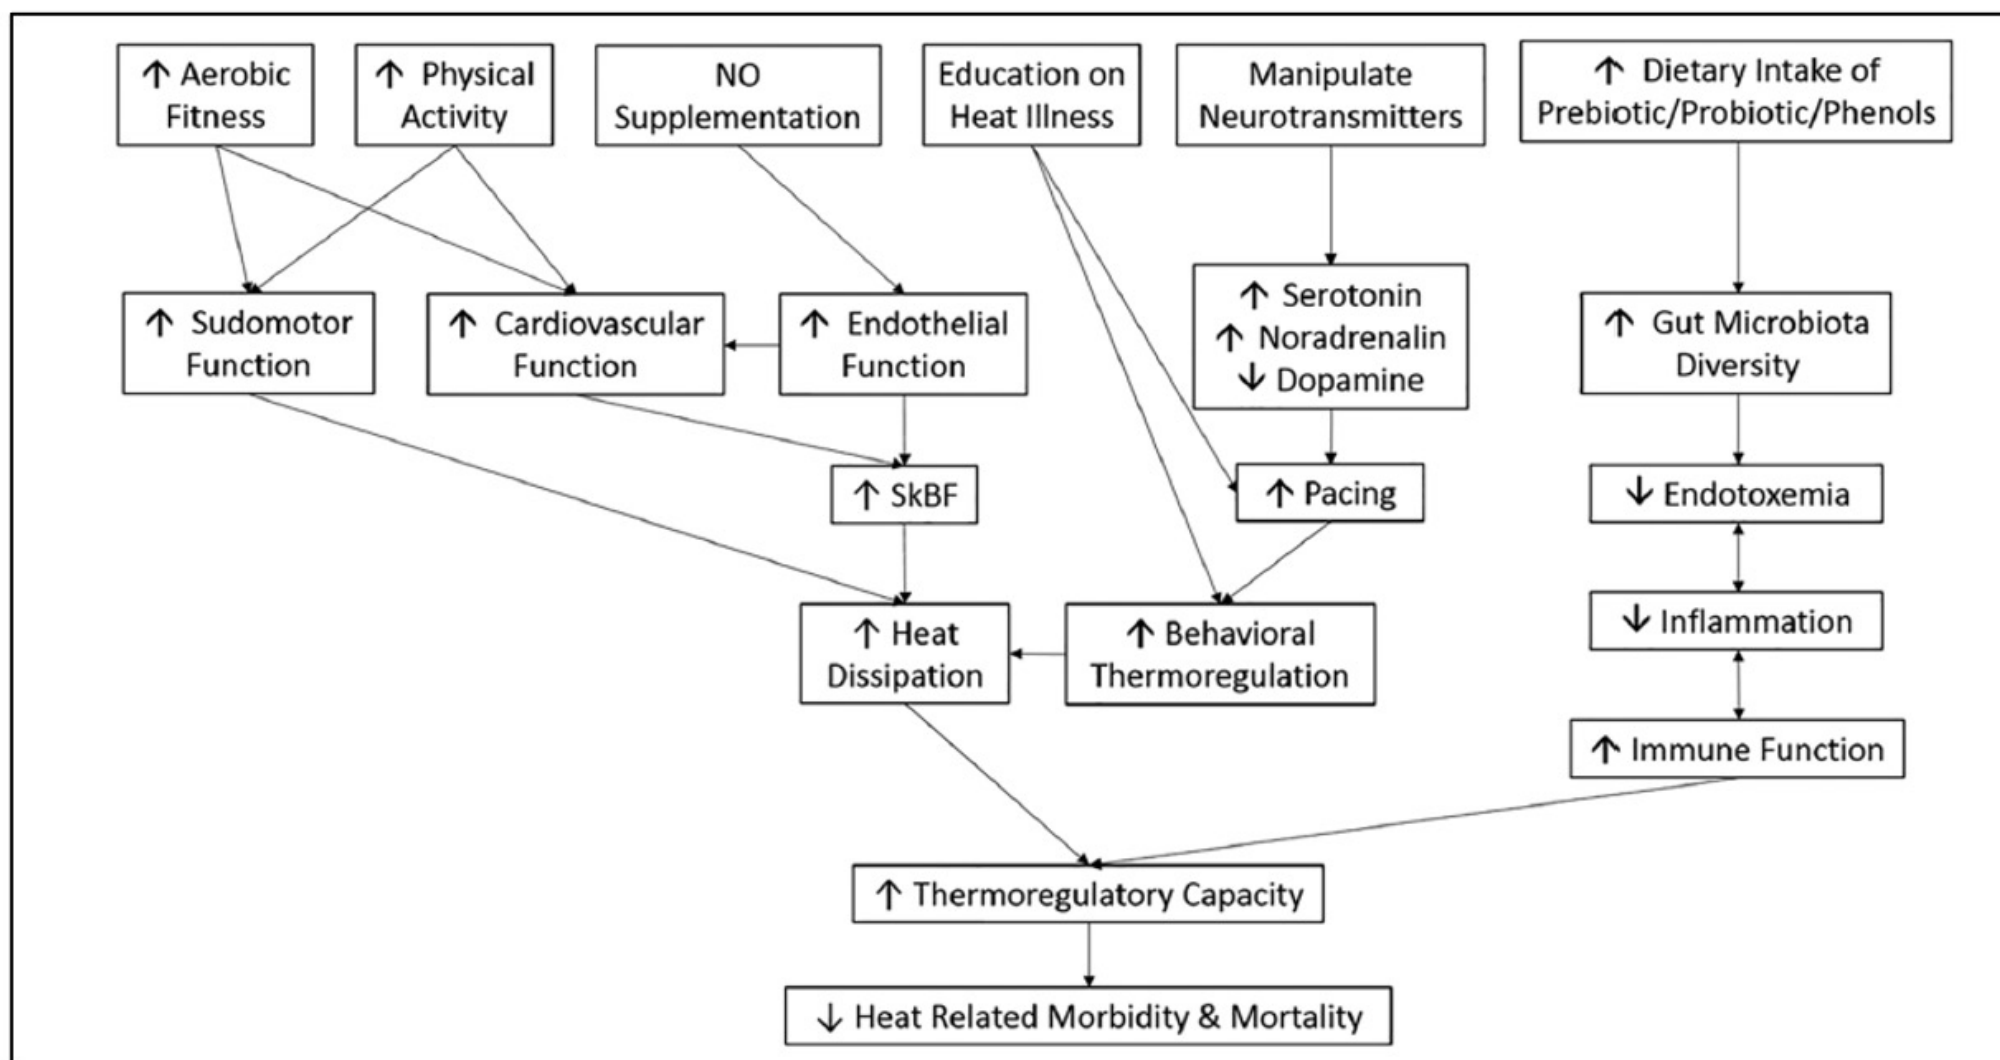 ↑ Aerobic
Fitness
↑ Physical
Activity
NO
Supplementation
Education on
Heat Illness
Manipulate
Neurotransmitters
↑ Dietary Intake of
Prebiotic/Probiotic/Phenols
↑ Sudomotor
Function
↑ Cardiovascular
Function
↑ Endothelial
Function
↑ Serotonin
↑ Noradrenalin
↓ Dopamine
↑ Gut Microbiota
Diversity
↑ SkBF
↑ Pacing
↓ Endotoxemia
↑ Heat
Dissipation
↑ Behavioral
Thermoregulation
↓ Inflammation
↑ Immune Function
↑ Thermoregulatory Capacity
↓ Heat Related Morbidity & Mortality